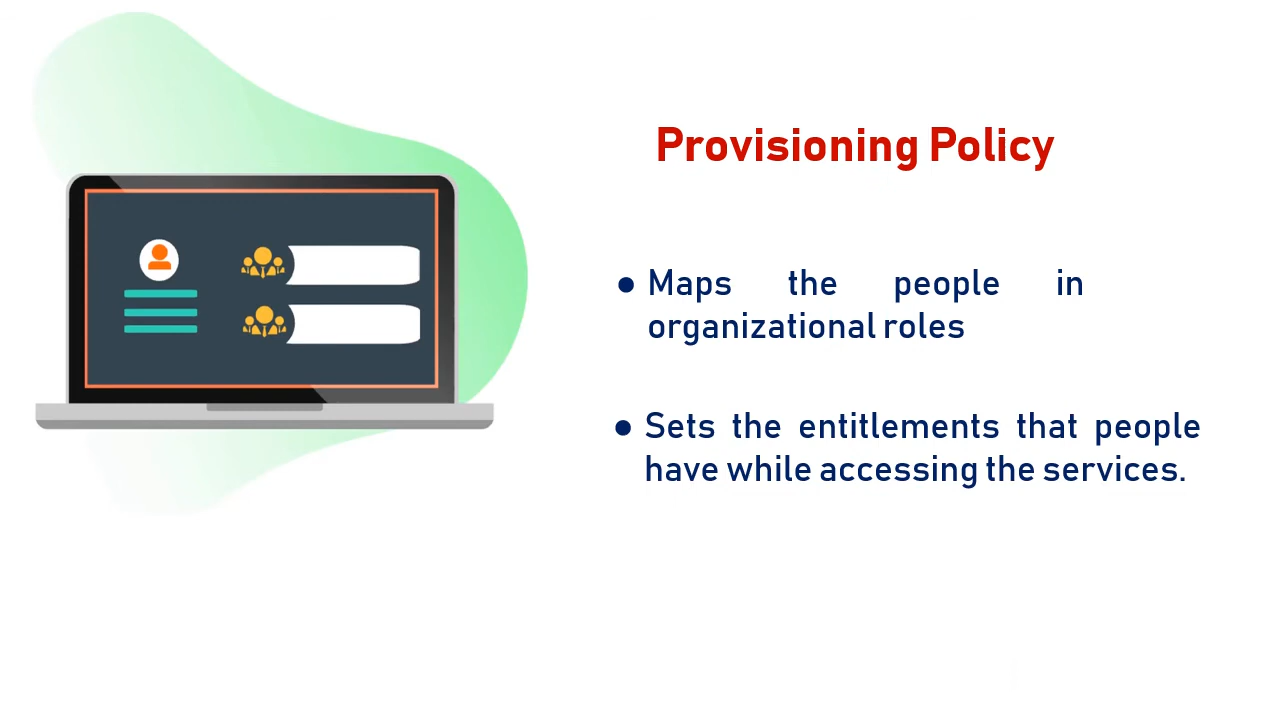 Provisioning Policy
● Maps the people in
organizational roles
● Sets the entitlements that people
have while accessing the services.